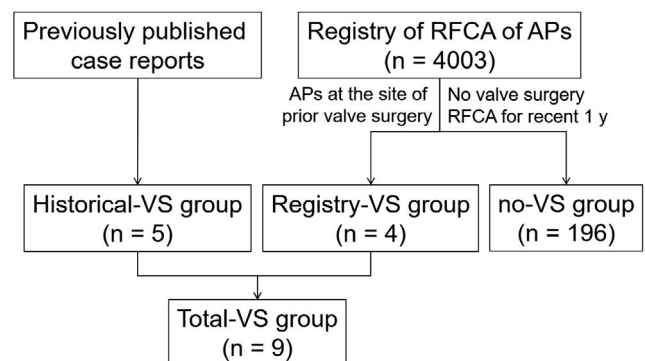 Previously published
case reports
Registry of RFCA of APs
(n = 4003)
APs at the site of
prior valve surgery
No valve surgery
RFCA for recent 1 y
Historical-VS group
(n = 5)
Registry-VS group
(n = 4)
no-VS group
(n = 196)
Total-VS group
(n = 9)